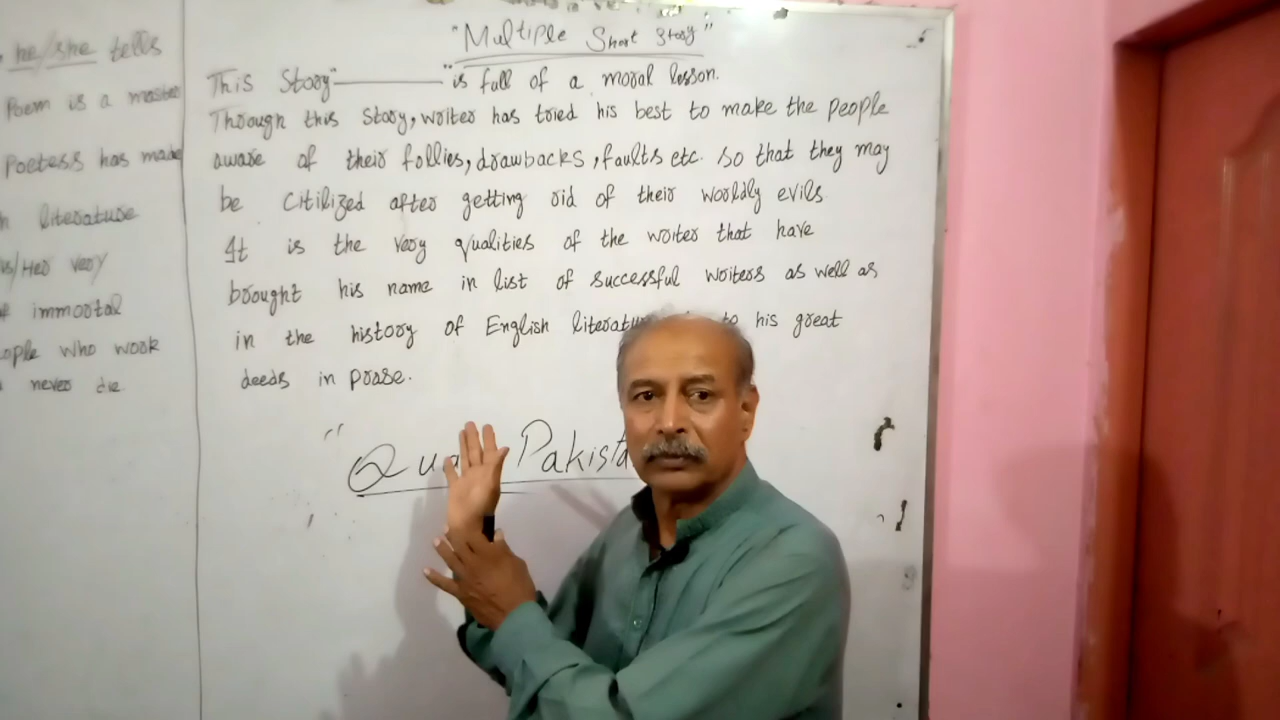 he/she tells
Poem is a master
Poetess has made
literature
Her very
immortal
who work
never die
"Multiple Short Story"
This Story"———"is full of a moral lesson.
Through this story, writer has tried his best to make the people
aware of their follies, drawbacks, faults etc. so that they may
be Citilized after getting rid of their worldly evils
It is the very qualities of the writer that have
brought his name in list of successful writers as well as
in the history of English to his great
deeds in prose.